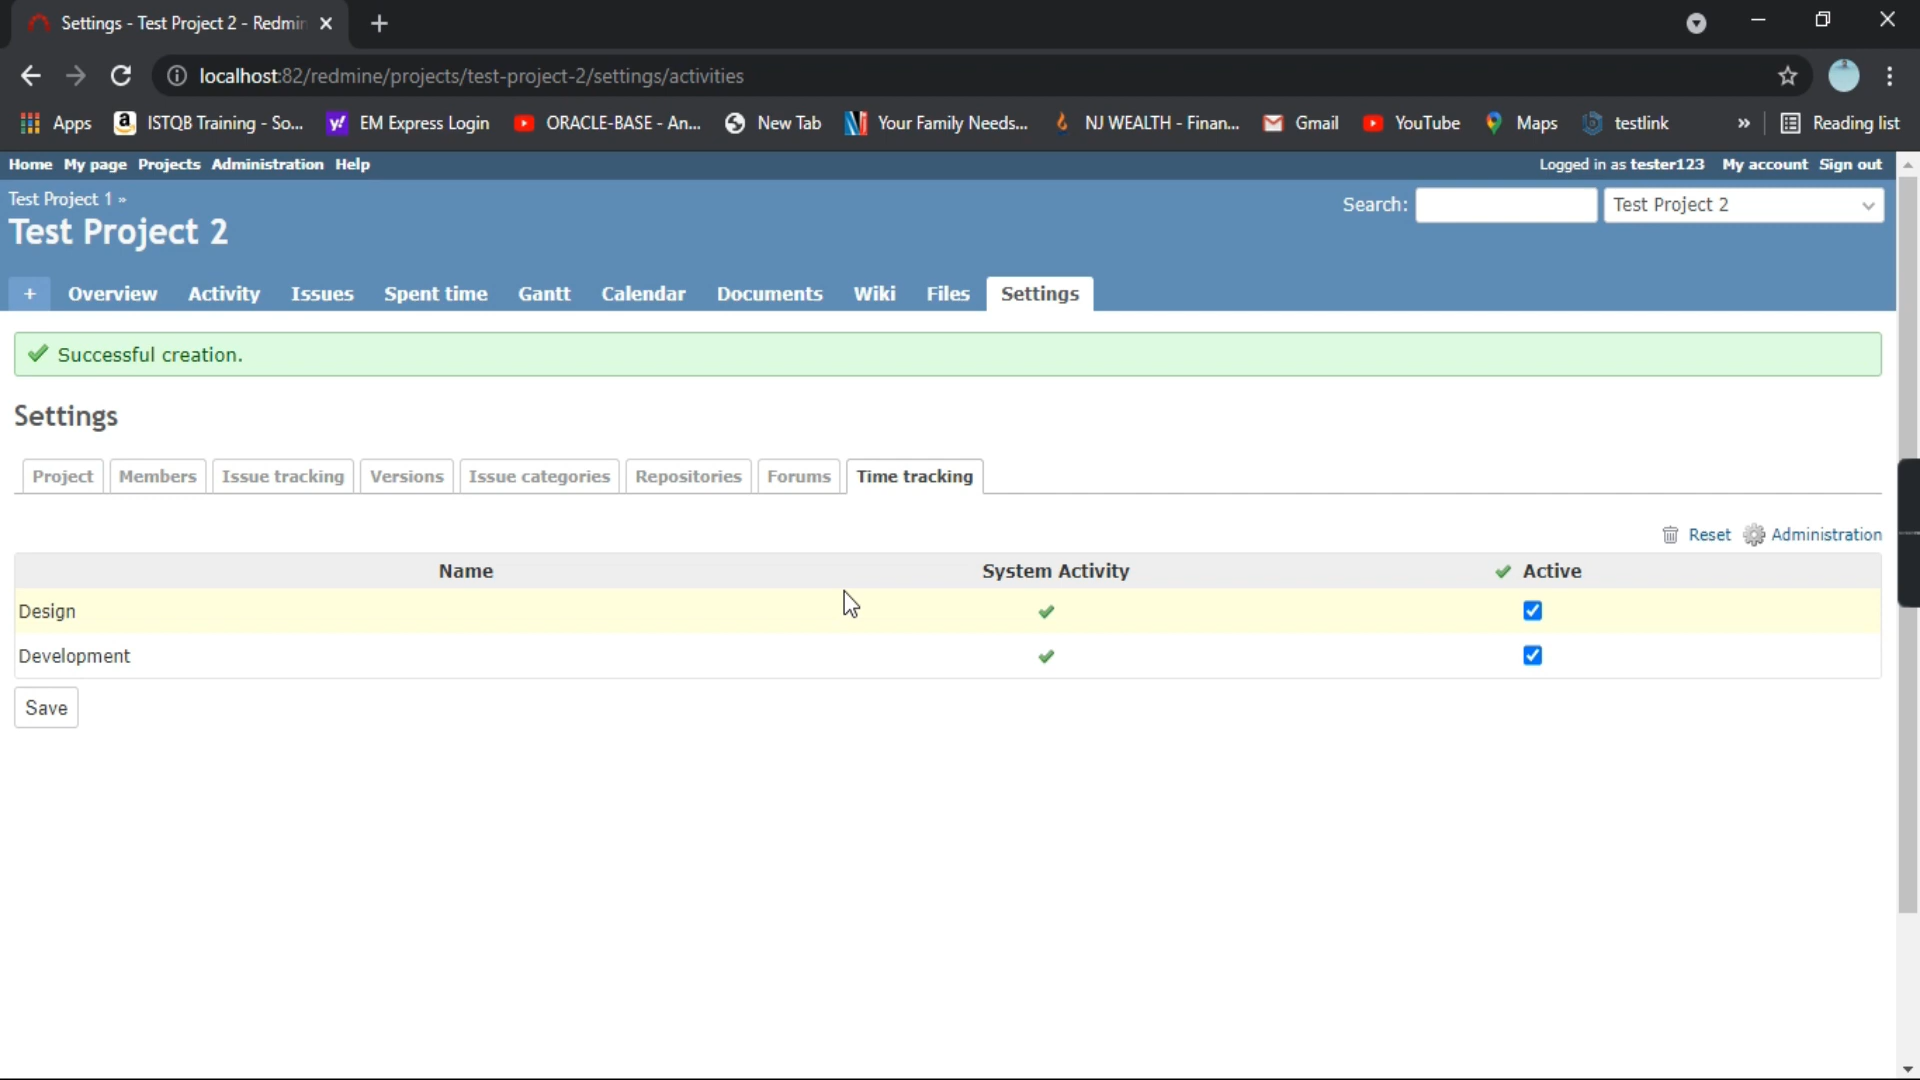 Settings - Test Project 2 - Redmin
localhost:82/redmine/projects/test-project-2/settings/activities
Apps ISTQB Training - So... EM Express Login ORACLE-BASE - An... New Tab Your Family Needs... NJ WEALTH - Finan... Gmail YouTube Maps testlink » Reading list
Home My page Projects Administration Help Logged in as tester123 My account Sign out
Test Project 1 »
Search: Test Project 2
Test Project 2
+ Overview Activity Issues Spent time Gantt Calendar Documents Wiki Files Settings
Successful creation.
Settings
Project Members Issue tracking Versions Issue categories Repositories Forums Time tracking
Reset Administration
Name System Activity Active
Design
Development
Save